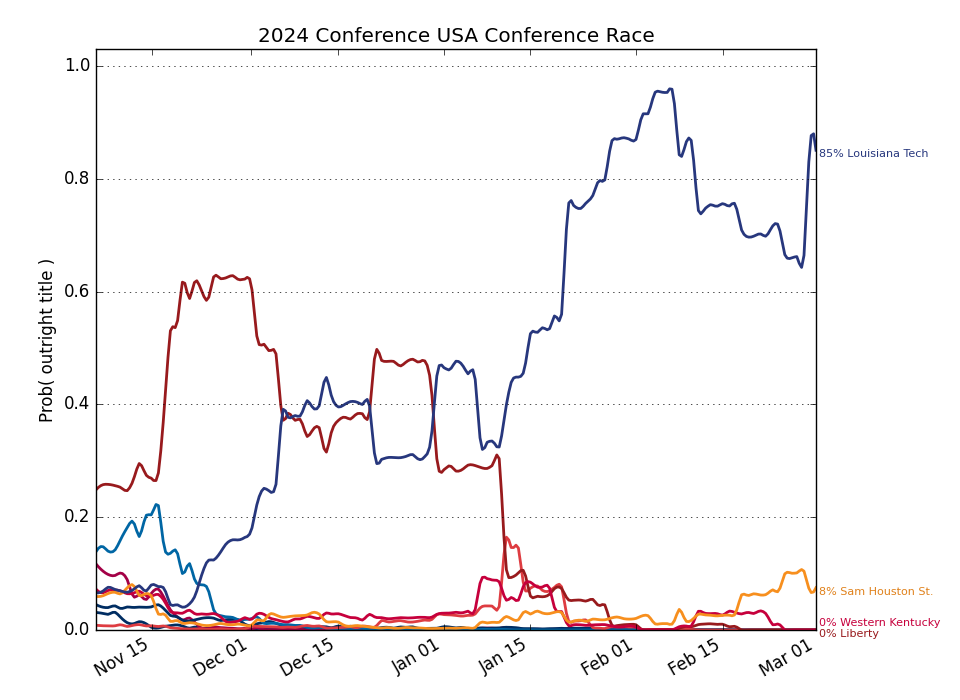 2024 Conference USA Conference Race
Prob( outright title )
1.0
0.8
0.6
0.4
0.2
0.0
Nov 15
Dec 01
Dec 15
Jan 01
Jan 15
Feb 01
Feb 15
Mar 01
85% Louisiana Tech
8% Sam Houston St.
0% Western Kentucky
0% Liberty